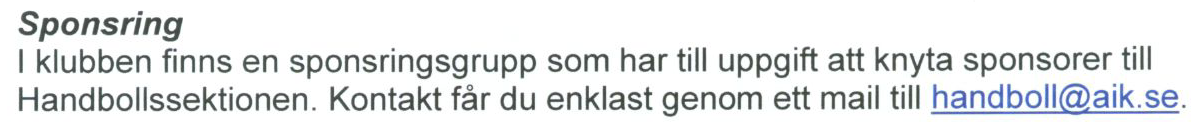 Sponsring
I klubben finns en sponsringsgrupp som har till uppgift att knyta sponsorer till
Handbollssektionen. Kontakt får du enklast genom ett mail till handboll@aik.se.